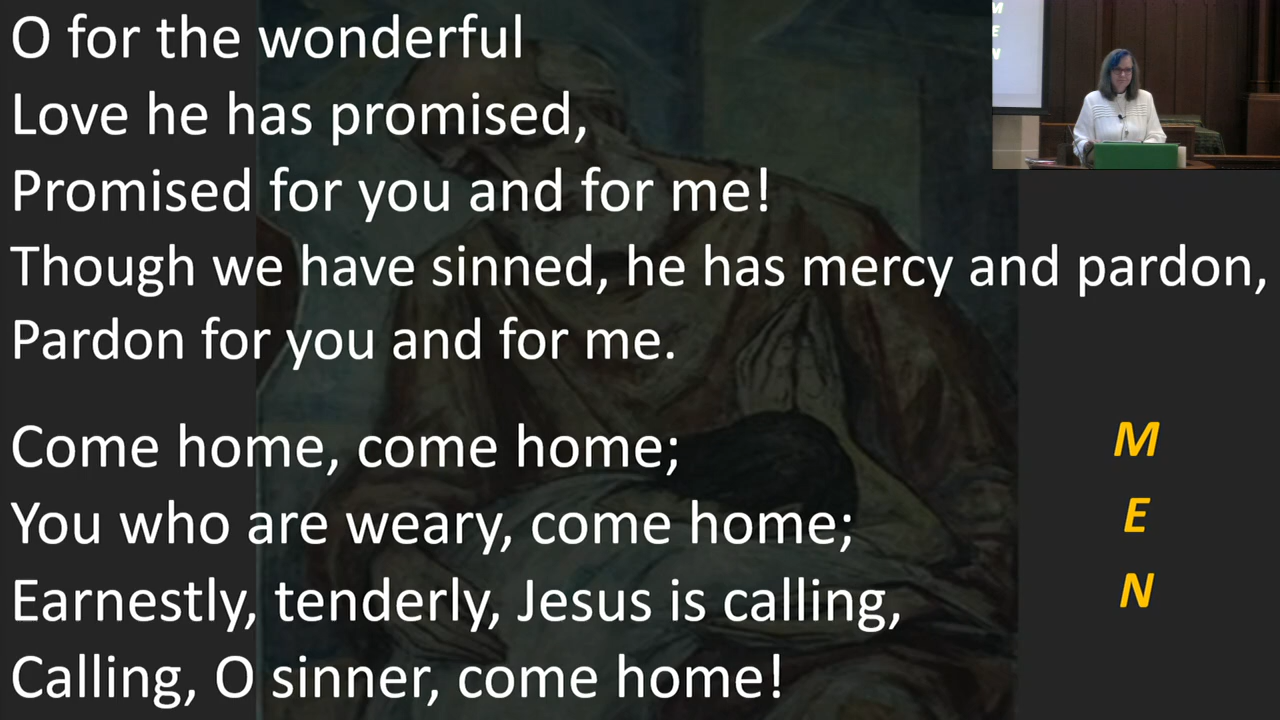 O for the wonderful
Love he has promised,
Promised for you and for me!
Though we have sinned, he has mercy and pardon,
Pardon for you and for me.
Come home, come home;
You who are weary, come home;
Earnestly, tenderly, Jesus is calling,
Calling, O sinner, come home!
M
E
N
M
E
N